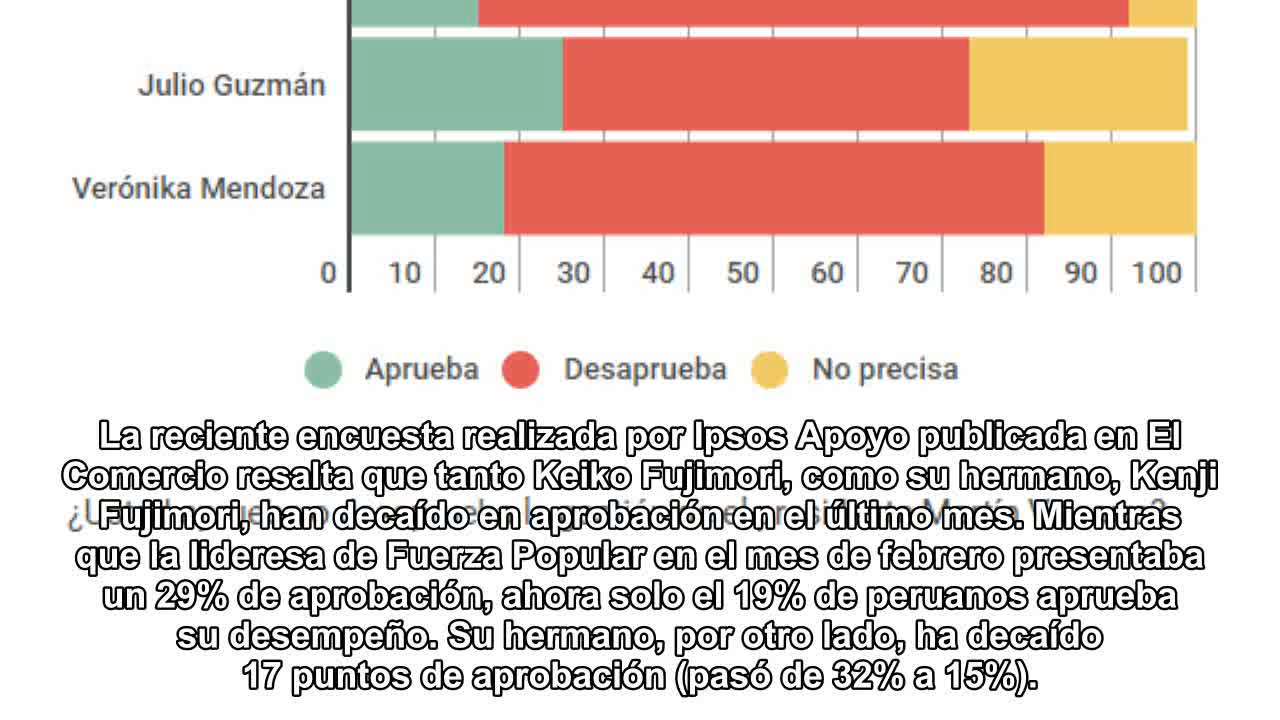 Julio Guzmán
Verónika Mendoza
0 10 20 30 40 50 60 70 80 90 100
Aprueba Desaprueba No precisa
La reciente encuesta realizada por Ipsos Apoyo publicada en El
Comercio resalta que tanto Keiko Fujimori, como su hermano, Kenji
Fujimori, han decaído en aprobación en el último mes. Mientras
que la lideresa de Fuerza Popular en el mes de febrero presentaba
un 29% de aprobación, ahora solo el 19% de peruanos aprueba
su desempeño. Su hermano, por otro lado, ha decaído
17 puntos de aprobación (pasó de 32% a 15%).